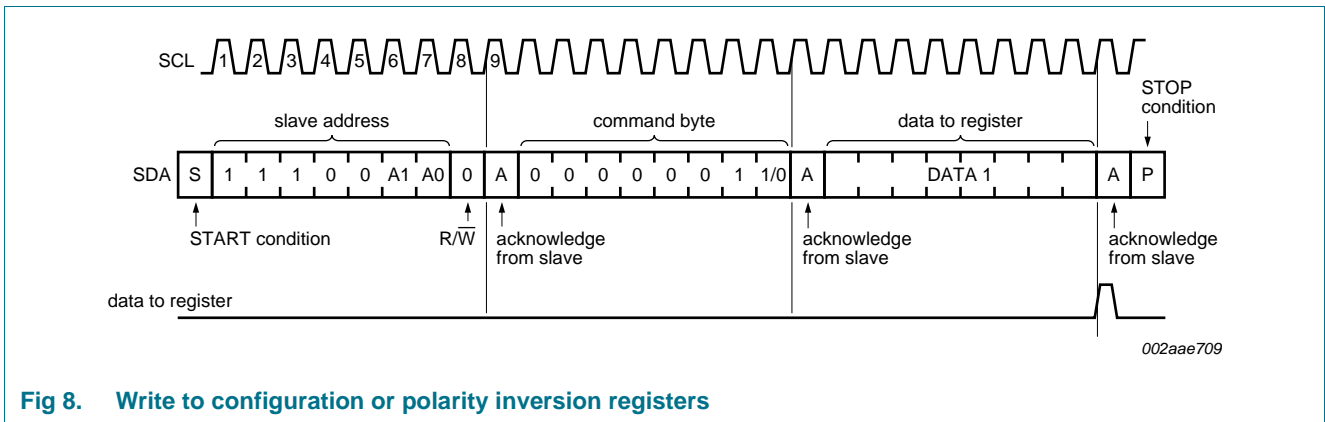 SCL 1 2 3 4 5 6 7 8 9
STOP
condition
slave address command byte data to register
SDA S 1 1 1 0 0 A1 A0 0 A 0 0 0 0 0 0 1 1/0 A DATA 1 A P
START condition R/W̅ acknowledge acknowledge acknowledge
from slave from slave from slave
data to register
002aae709
Fig 8. Write to configuration or polarity inversion registers